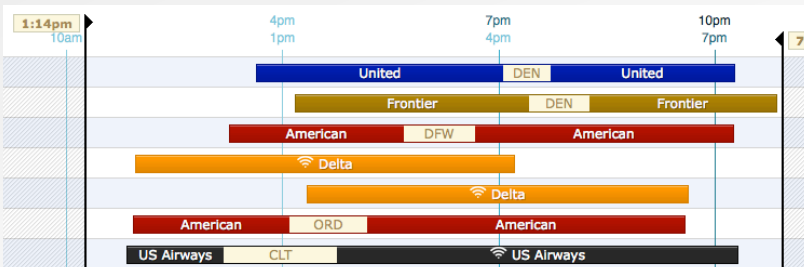 1:14pm 4pm 7pm 10pm
10am 1pm 4pm 7pm 7
United DEN United
Frontier DEN Frontier
American DFW American
Delta
Delta
American ORD American
US Airways CLT US Airways